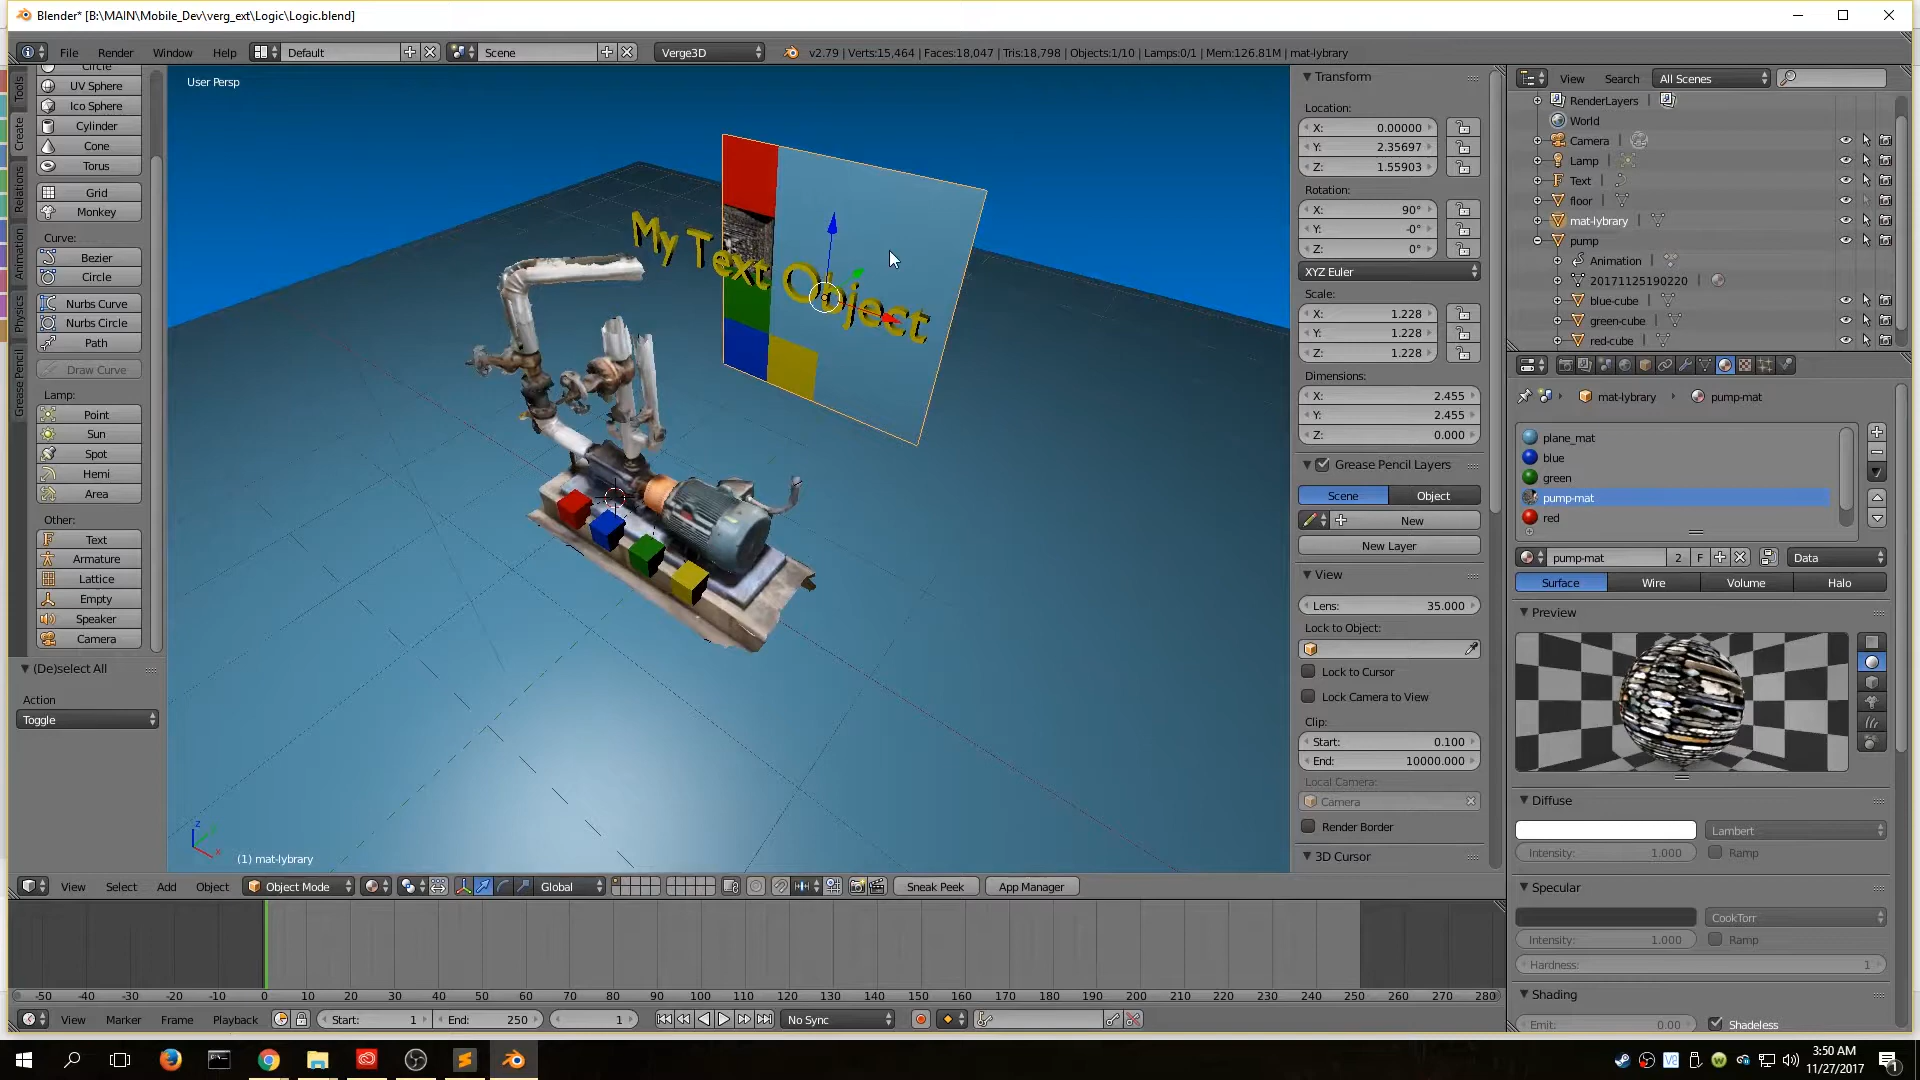 Blender* [B:\MAIN\Mobile_Dev\verg_ext\Logic\Logic.blend]
File Render Window Help Default Scene Verge3D v2.79 | Verts:15,464 | Faces:18,047 | Tris:18,798 | Objects:1/10 | Lamps:0/1 | Mem:126.81M | mat-lybrary
Tools
Create
Relations
Animation
Physics
Grease Pencil
Circle
UV Sphere
Ico Sphere
Cylinder
Cone
Torus
Grid
Monkey
Curve:
Bezier
Circle
Nurbs Curve
Nurbs Circle
Path
Draw Curve
Lamp:
Point
Sun
Spot
Hemi
Area
Other:
Text
Armature
Lattice
Empty
Speaker
Camera
(De)select All
Action
Toggle
User Persp
My Text Object
z
x
(1) mat-lybrary
Transform
Location:
X: 0.00000
Y: 2.35697
Z: 1.55903
Rotation:
X: 90°
Y: -0°
Z: 0°
XYZ Euler
Scale:
X: 1.228
Y: 1.228
Z: 1.228
Dimensions:
X: 2.455
Y: 2.455
Z: 0.000
Grease Pencil Layers
Scene Object
New
New Layer
View
Lens: 35.000
Lock to Object:
Lock to Cursor
Lock Camera to View
Clip:
Start: 0.100
End: 10000.000
Local Camera:
Camera
Render Border
3D Cursor
View Search All Scenes
RenderLayers
World
Camera
Lamp
Text
floor
mat-lybrary
pump
Animation
20171125190220
blue-cube
green-cube
red-cube
mat-lybrary pump-mat
plane_mat
blue
green
pump-mat
red
pump-mat 2 F Data
Surface Wire Volume Halo
Preview
Diffuse
Lambert
Intensity: 1.000 Ramp
Specular
CookTorr
Intensity: 1.000 Ramp
Hardness: 1
Shading
Emit: 0.00 Shadeless
View Select Add Object Object Mode Global Sneak Peek App Manager
-50 -40 -30 -20 -10 0 10 20 30 40 50 60 70 80 90 100 110 120 130 140 150 160 170 180 190 200 210 220 230 240 250 260 270 280
View Marker Frame Playback Start: 1 End: 250 1 No Sync
3:50 AM
11/27/2017
1